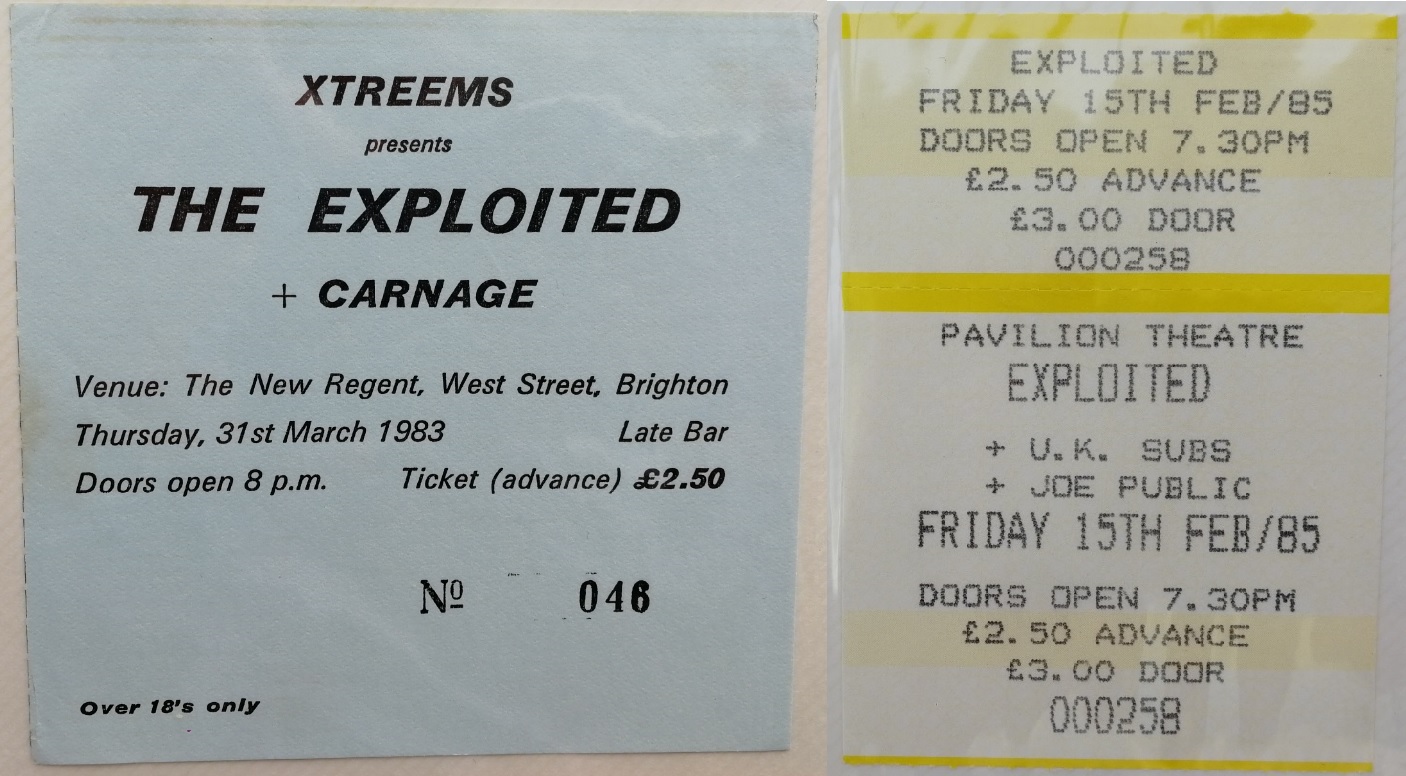 XTREEMS
presents
THE EXPLOITED
+ CARNAGE
Venue: The New Regent, West Street, Brighton
Thursday, 31st March 1983 Late Bar
Doors open 8 p.m. Ticket (advance) £2.50
Nº 046
Over 18's only
EXPLOITED
FRIDAY 15TH FEB/85
DOORS OPEN 7.30PM
£2.50 ADVANCE
£3.00 DOOR
000258
PAVILION THEATRE
EXPLOITED
+ U.K. SUBS
+ JOE PUBLIC
FRIDAY 15TH FEB/85
DOORS OPEN 7.30PM
£2.50 ADVANCE
£3.00 DOOR
000258